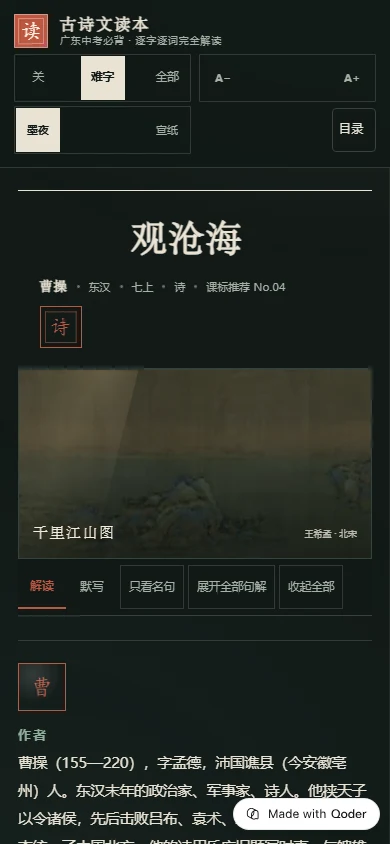 读
古诗文读本
广东中考必背·逐字逐词完全解读
关 难字 全部 A− A+
墨夜 宣纸 目录
观沧海
曹操 · 东汉 · 七上 · 诗 · 课标推荐 No.04
诗
千里江山图 王希孟·北宋
解读 默写 只看名句 展开全部句解 收起全部
曹
作者
曹操（155—220），字孟德，沛国谯县（今安徽亳
州）人。东汉末年的政治家、军事家、诗人。他挟天子
以令诸侯，先后击败吕布、袁术、
Made with Qoder